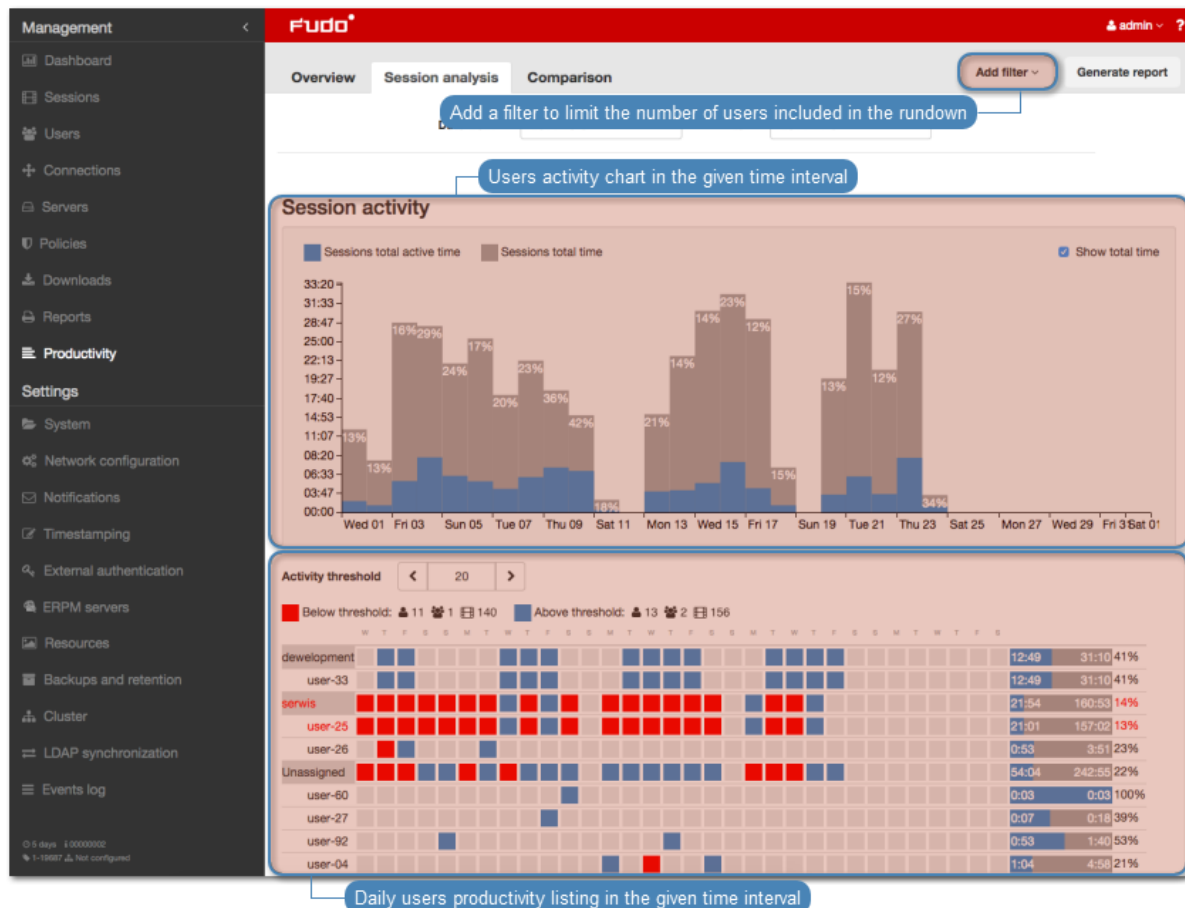 Management
Fudo
admin ?
Dashboard
Sessions
Users
Connections
Servers
Policies
Downloads
Reports
Productivity
Settings
System
Network configuration
Notifications
Timestamping
External authentication
ERPM servers
Resources
Backups and retention
Cluster
LDAP synchronization
Events log
5 days 00000002
1-19687 Not configured
Overview Session analysis Comparison Add filter Generate report
Add a filter to limit the number of users included in the rundown
Users activity chart in the given time interval
Session activity
Sessions total active time Sessions total time Show total time
33:20
31:33
28:47
25:00
22:13
19:27
17:40
14:53
11:07
08:20
06:33
03:47
00:00
13% 13% 16% 29% 24% 17% 20% 23% 36% 42% 18% 21% 14% 14% 23% 12% 15% 13% 15% 12% 27% 34%
Wed 01 Fri 03 Sun 05 Tue 07 Thu 09 Sat 11 Mon 13 Wed 15 Fri 17 Sun 19 Tue 21 Thu 23 Sat 25 Mon 27 Wed 29 Fri 31 Sat 01
Activity threshold 20
Below threshold: 11 1 140 Above threshold: 13 2 156
W T F S S M T W T F S S M T W T F S S M T W T F S S M T W T F S
dewelopment 12:49 31:10 41%
user-33 12:49 31:10 41%
serwis 21:54 160:53 14%
user-25 21:01 157:02 13%
user-26 0:53 3:51 23%
Unassigned 54:04 242:55 22%
user-60 0:03 0:03 100%
user-27 0:07 0:18 39%
user-92 0:53 1:40 53%
user-04 1:04 4:58 21%
Daily users productivity listing in the given time interval